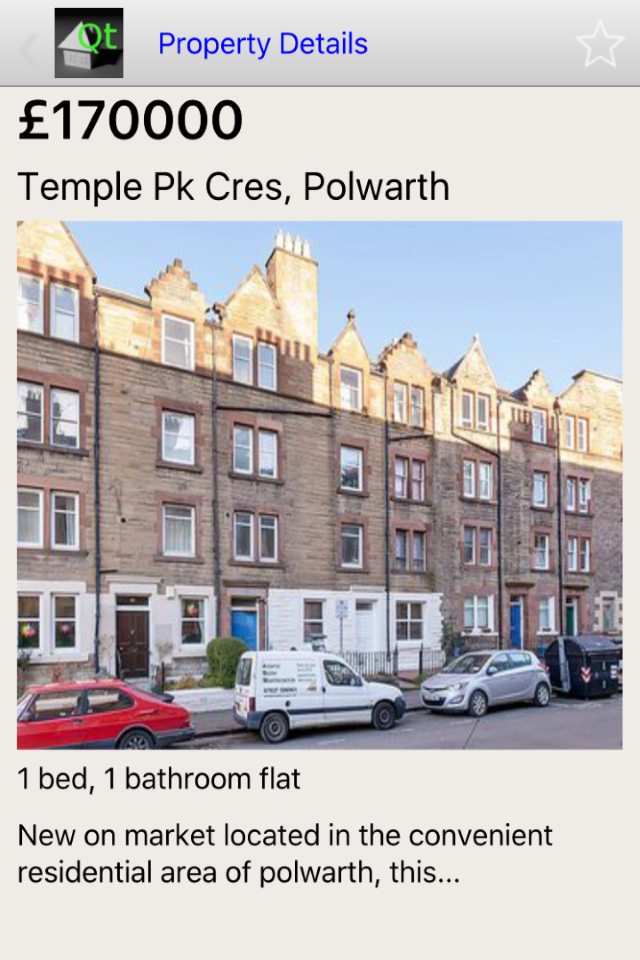 Qt
Property Details
£170000
Temple Pk Cres, Polwarth
1 bed, 1 bathroom flat
New on market located in the convenient
residential area of polwarth, this...